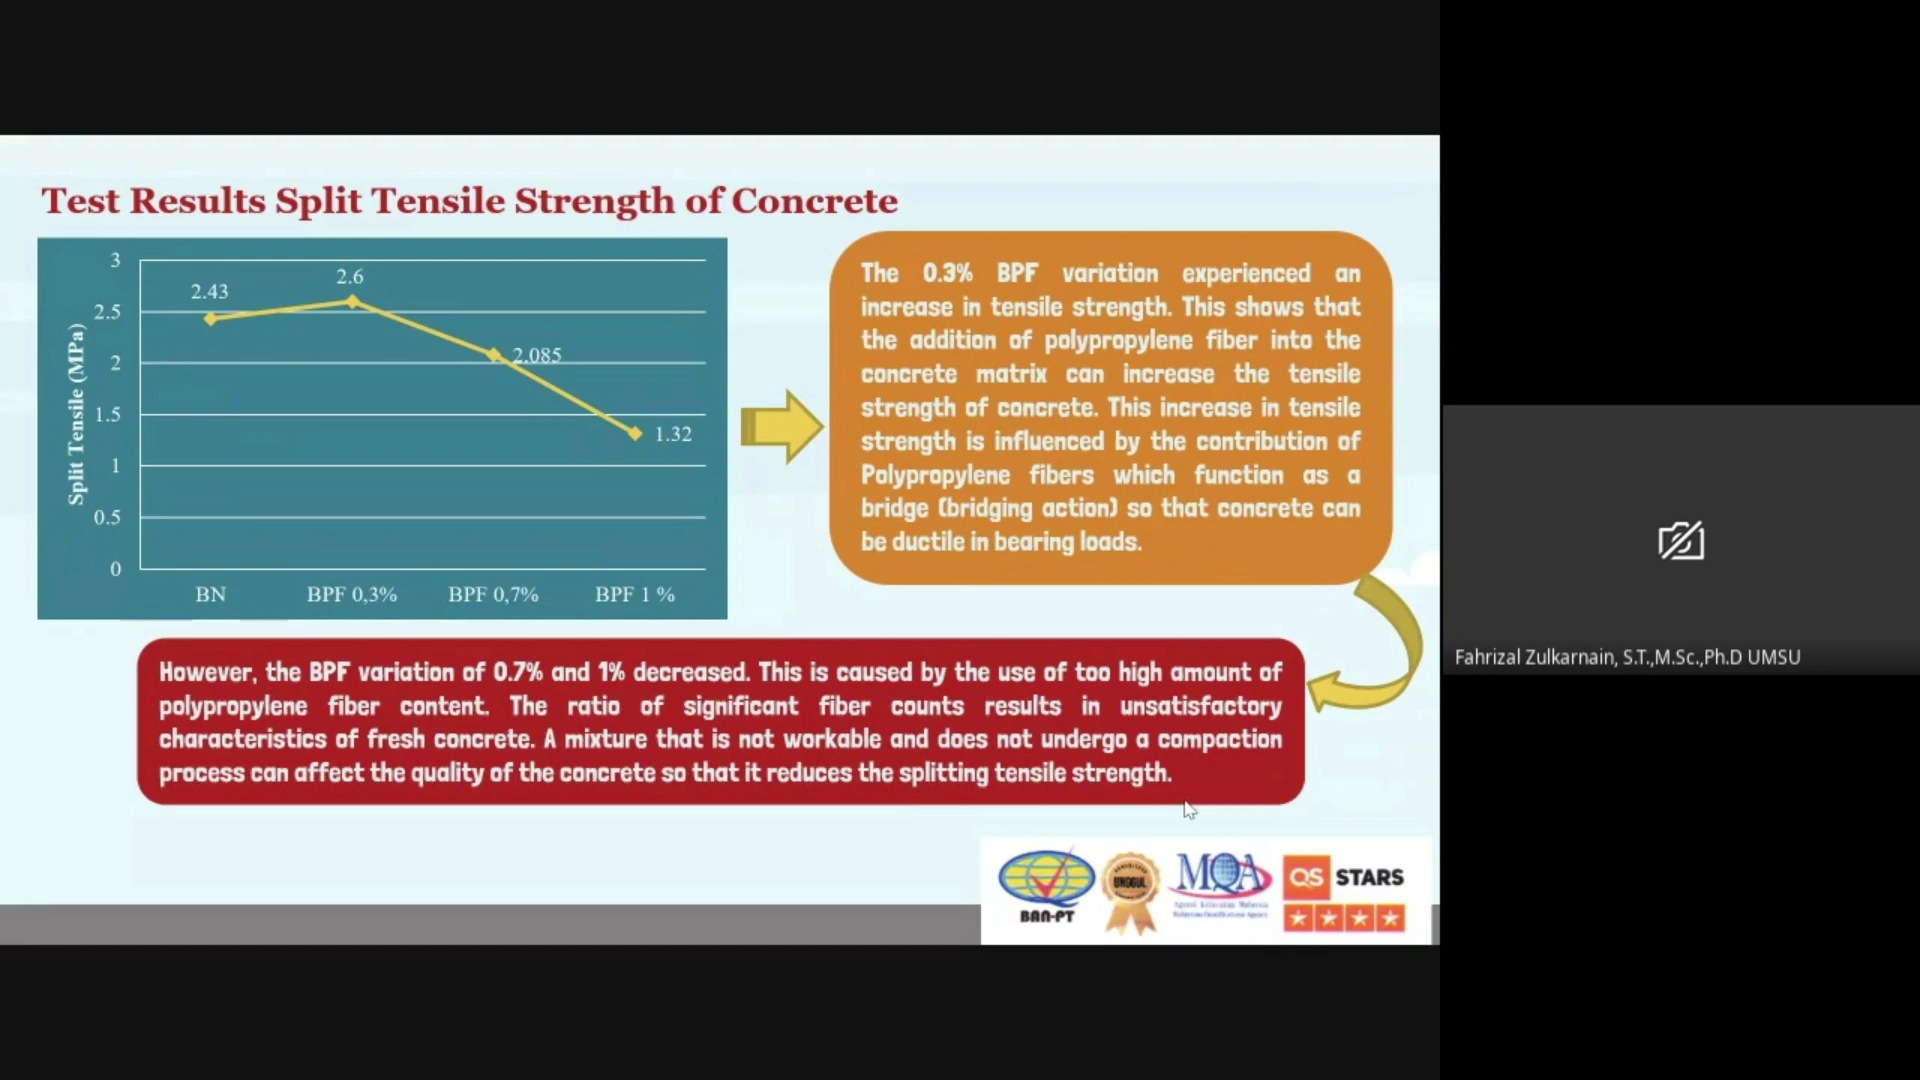 Test Results Split Tensile Strength of Concrete
Split Tensile (MPa)
3
2.5
2
1.5
1
0.5
0
2.43
2.6
2.085
1.32
BN
BPF 0,3%
BPF 0,7%
BPF 1 %
The 0.3% BPF variation experienced an
increase in tensile strength. This shows that
the addition of polypropylene fiber into the
concrete matrix can increase the tensile
strength of concrete. This increase in tensile
strength is influenced by the contribution of
Polypropylene fibers which function as a
bridge (bridging action) so that concrete can
be ductile in bearing loads.
However, the BPF variation of 0.7% and 1% decreased. This is caused by the use of too high amount of
polypropylene fiber content. The ratio of significant fiber counts results in unsatisfactory
characteristics of fresh concrete. A mixture that is not workable and does not undergo a compaction
process can affect the quality of the concrete so that it reduces the splitting tensile strength.
Fahrizal Zulkarnain, S.T.,M.Sc.,Ph.D UMSU
BAN-PT
UNGGUL
MQA
QS STARS